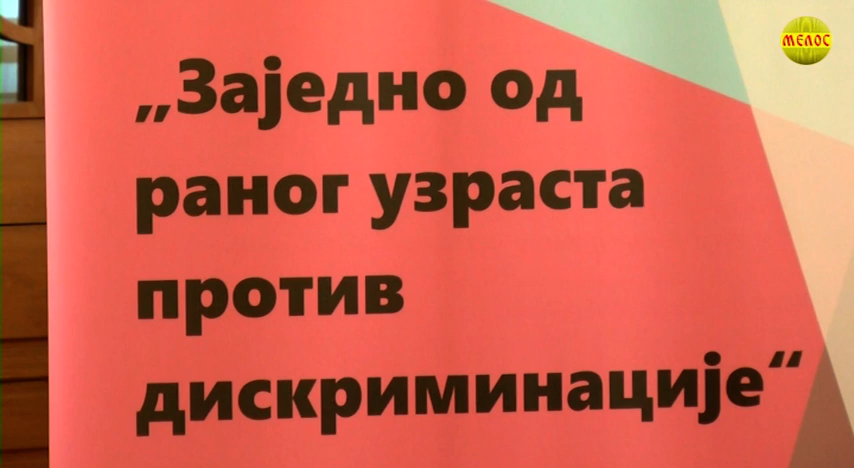 МЕЛОС
„Заједно од
раног узраста
против
дискриминације“